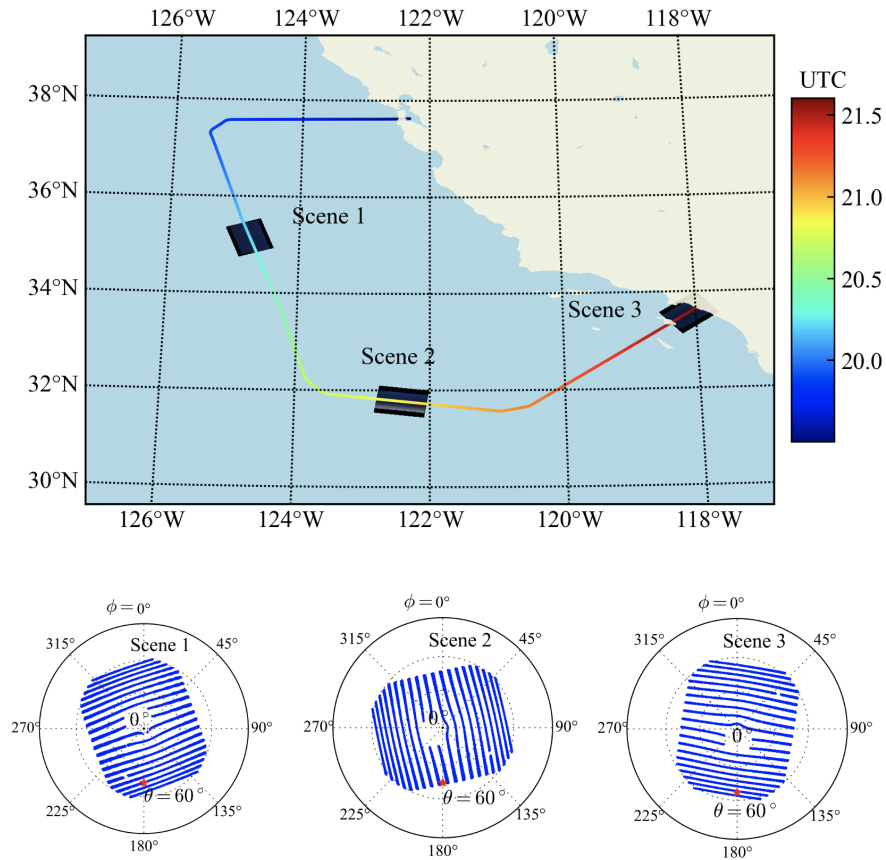 126°W 124°W 122°W 120°W 118°W
UTC
38°N
21.5
36°N
21.0
Scene 1
34°N
20.5
Scene 3
Scene 2
32°N
20.0
30°N
126°W 124°W 122°W 120°W 118°W
ϕ = 0° ϕ = 0° ϕ = 0°
315° Scene 1 45° 315° Scene 2 45° 315° Scene 3 45°
270° 0° 90° 270° 0° 90° 270° 0° 90°
225° θ = 60° 135° 225° θ = 60° 135° 225° θ = 60° 135°
180° 180° 180°